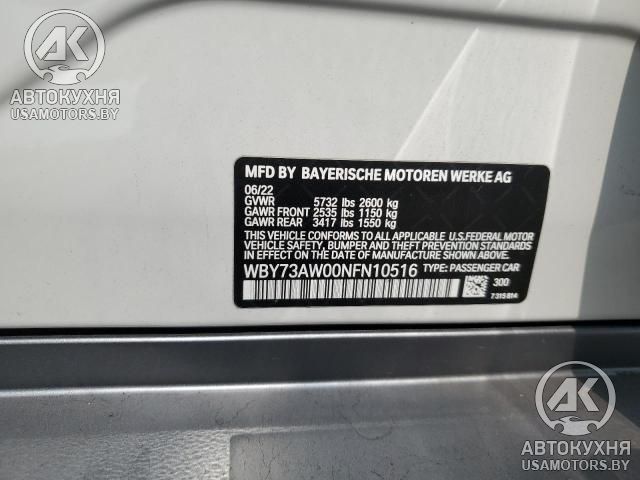 AK
АВТОКУХНЯ
USAMOTORS.BY
MFD BY BAYERISCHE MOTOREN WERKE AG
06/22
GVWR 5732 lbs 2600 kg
GAWR FRONT 2535 lbs 1150 kg
GAWR REAR 3417 lbs 1550 kg
THIS VEHICLE CONFORMS TO ALL APPLICABLE U.S.FEDERAL MOTOR
VEHICLE SAFETY, BUMPER AND THEFT PREVENTION STANDARDS
IN EFFECT ON THE DATE OF MANUFACTURE SHOWN ABOVE.
WBY73AW00NFN10516 TYPE: PASSENGER CAR
300
7315814
AK
АВТОКУХНЯ
USAMOTORS.BY